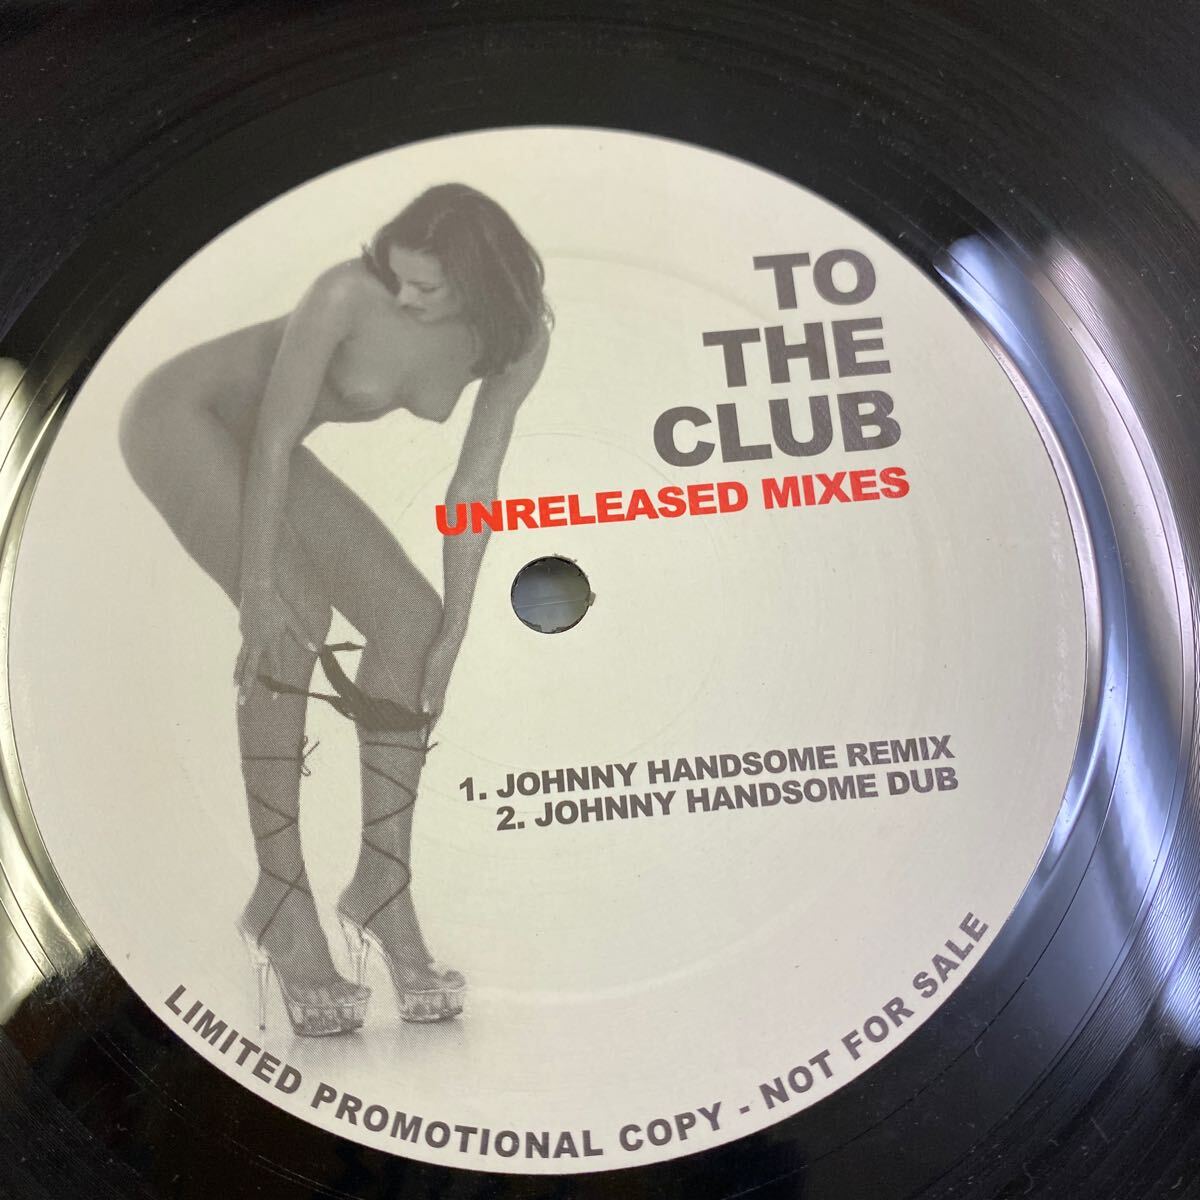 TO
THE
CLUB
UNRELEASED MIXES
1. JOHNNY HANDSOME REMIX
2. JOHNNY HANDSOME DUB
LIMITED PROMOTIONAL COPY - NOT FOR SALE